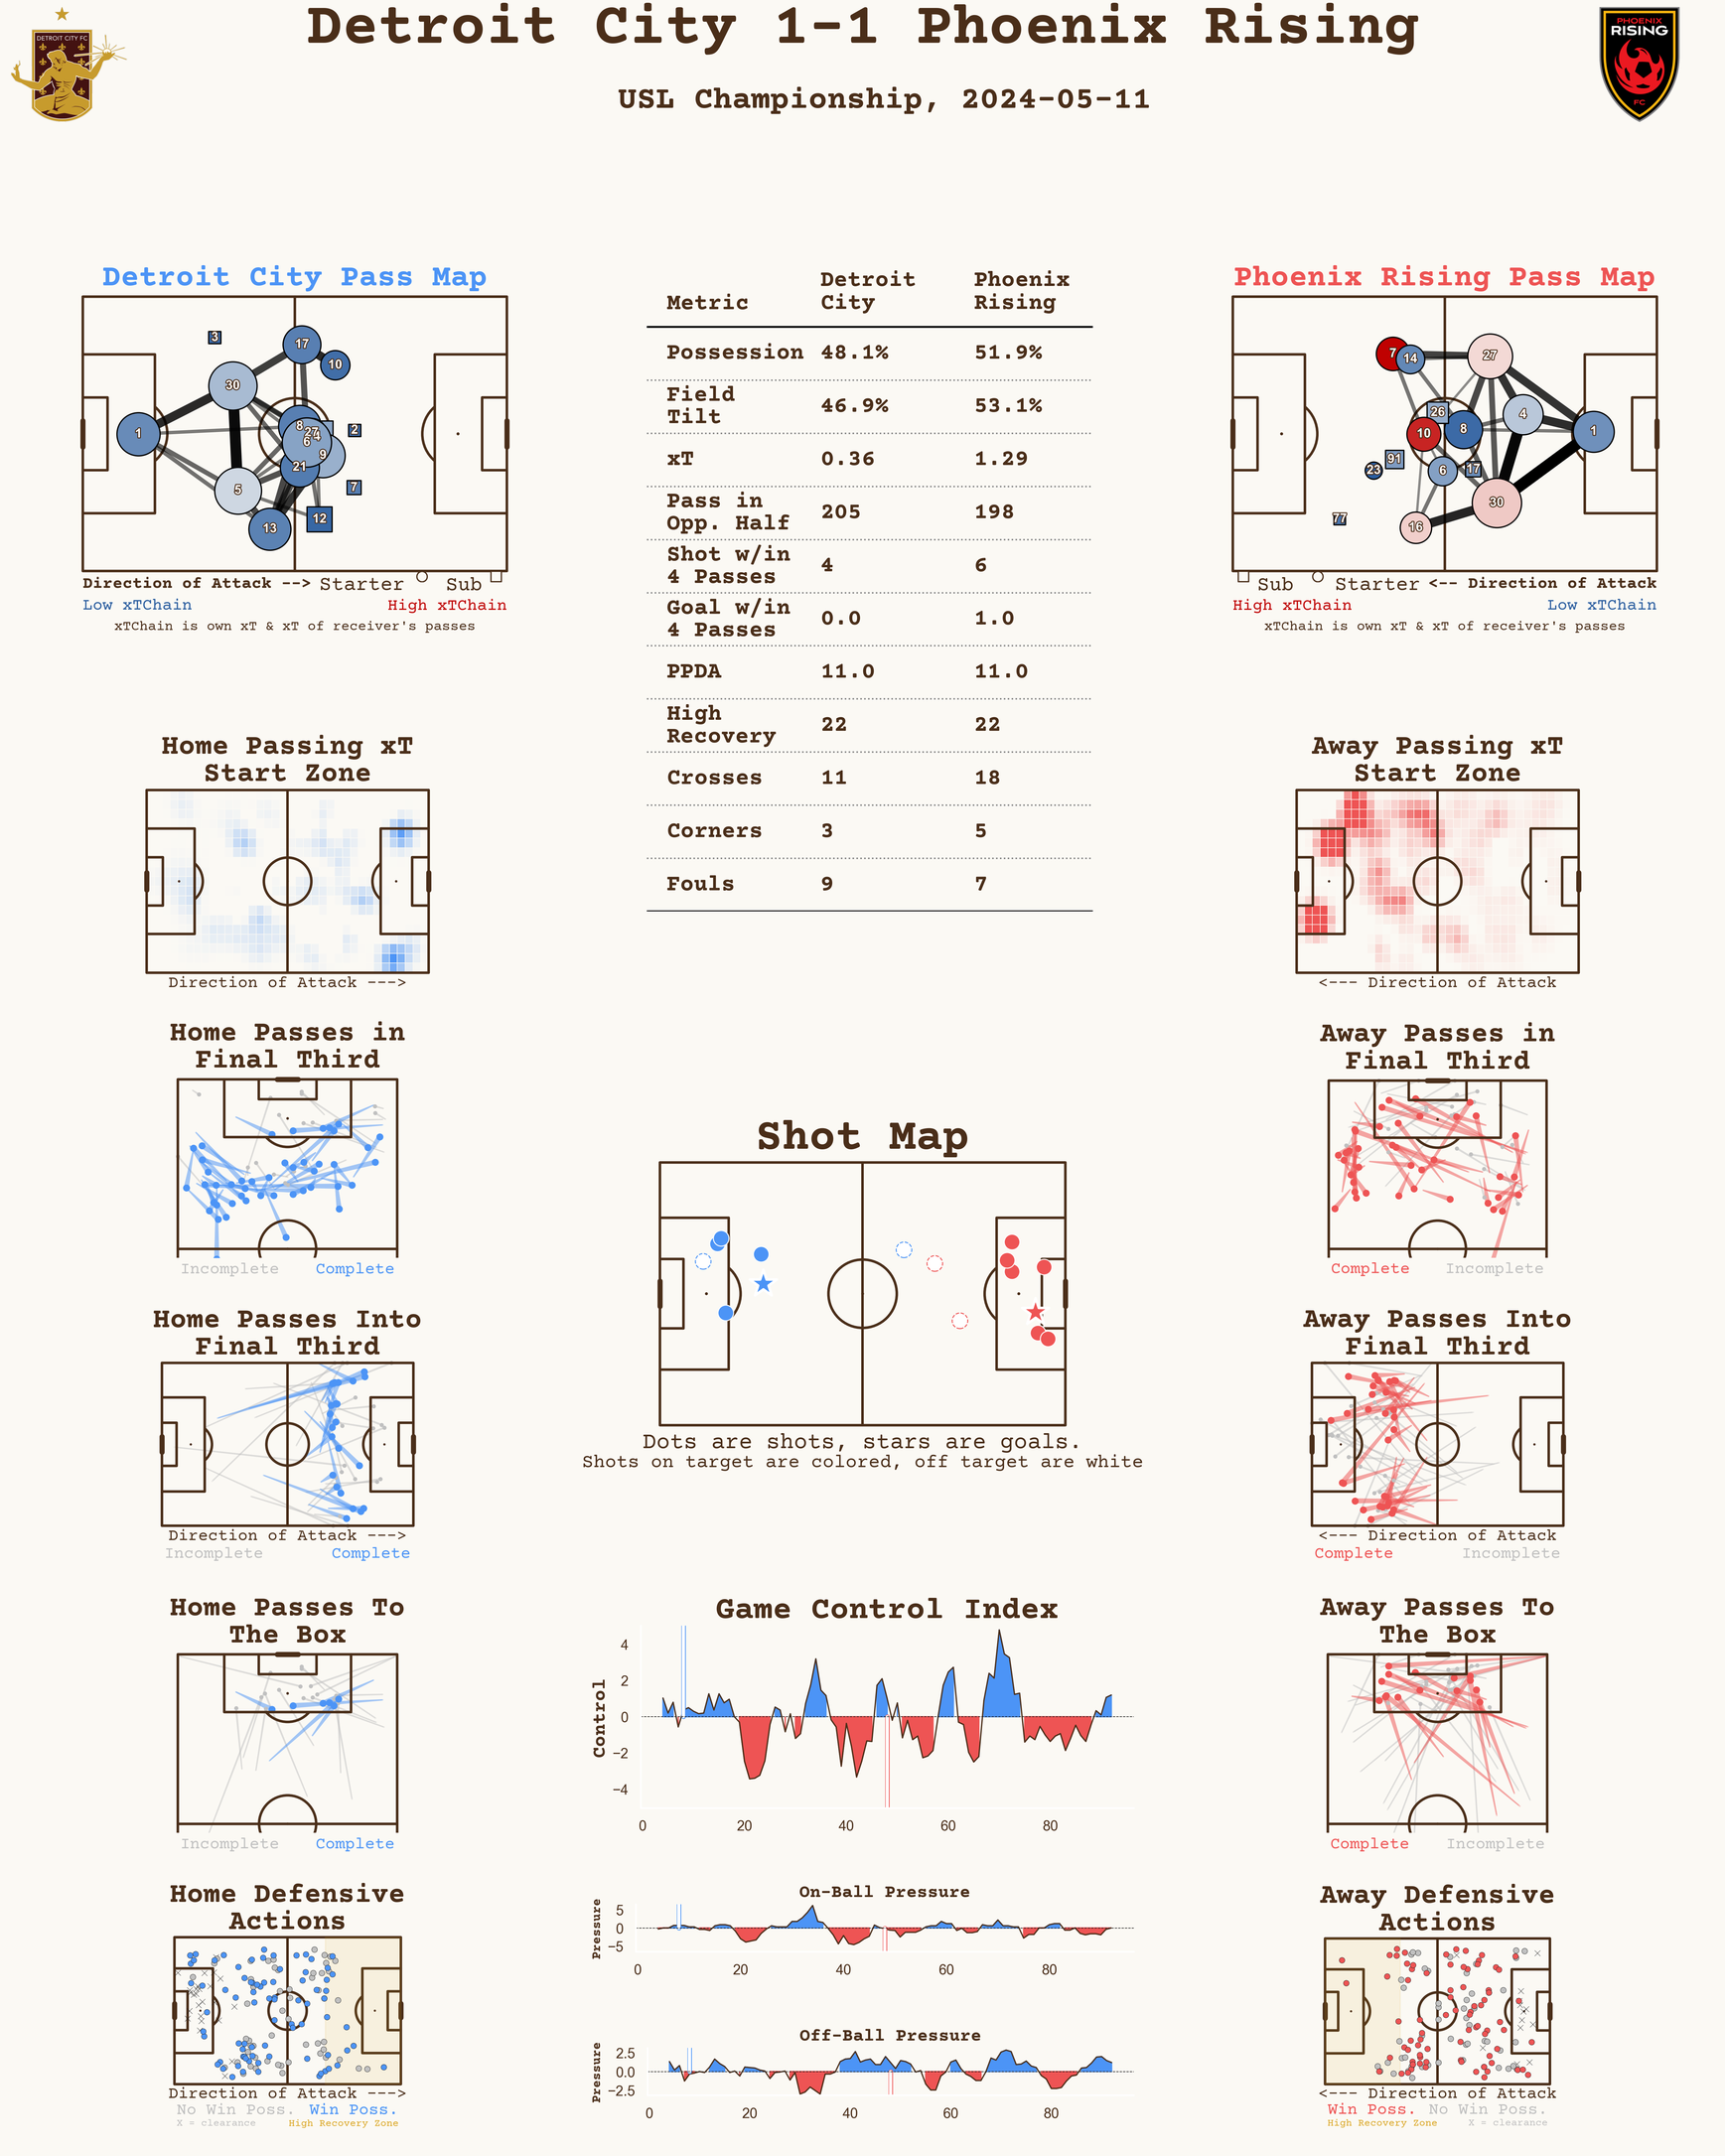 Detroit City 1-1 Phoenix Rising
USL Championship, 2024-05-11
DETROIT CITY FC
PHOENIX
RISING
FC
Detroit City Pass Map
3
17
10
30
1
8
27
4
6
2
9
21
5
7
12
13
Direction of Attack --> Starter Sub
Low xTChain High xTChain
xTChain is own xT & xT of receiver's passes
Metric Detroit City Phoenix Rising
Possession 48.1% 51.9%
Field Tilt 46.9% 53.1%
xT 0.36 1.29
Pass in Opp. Half 205 198
Shot w/in 4 Passes 4 6
Goal w/in 4 Passes 0.0 1.0
PPDA 11.0 11.0
High Recovery 22 22
Crosses 11 18
Corners 3 5
Fouls 9 7
Phoenix Rising Pass Map
7
14
27
26
4
10
8
1
91
23
6
17
30
77
16
Sub Starter <-- Direction of Attack
High xTChain Low xTChain
xTChain is own xT & xT of receiver's passes
Home Passing xT
Start Zone
Direction of Attack --->
Away Passing xT
Start Zone
<--- Direction of Attack
Home Passes in
Final Third
Incomplete Complete
Away Passes in
Final Third
Complete Incomplete
Shot Map
Dots are shots, stars are goals.
Shots on target are colored, off target are white
Home Passes Into
Final Third
Direction of Attack --->
Incomplete Complete
Away Passes Into
Final Third
<--- Direction of Attack
Complete Incomplete
Home Passes To
The Box
Incomplete Complete
Game Control Index
Control
4
2
0
−2
−4
0 20 40 60 80
Away Passes To
The Box
Complete Incomplete
Home Defensive
Actions
Direction of Attack --->
No Win Poss. Win Poss.
X = clearance High Recovery Zone
On-Ball Pressure
Pressure
5
0
−5
0 20 40 60 80
Off-Ball Pressure
Pressure
2.5
0.0
−2.5
0 20 40 60 80
Away Defensive
Actions
<--- Direction of Attack
Win Poss. No Win Poss.
High Recovery Zone X = clearance